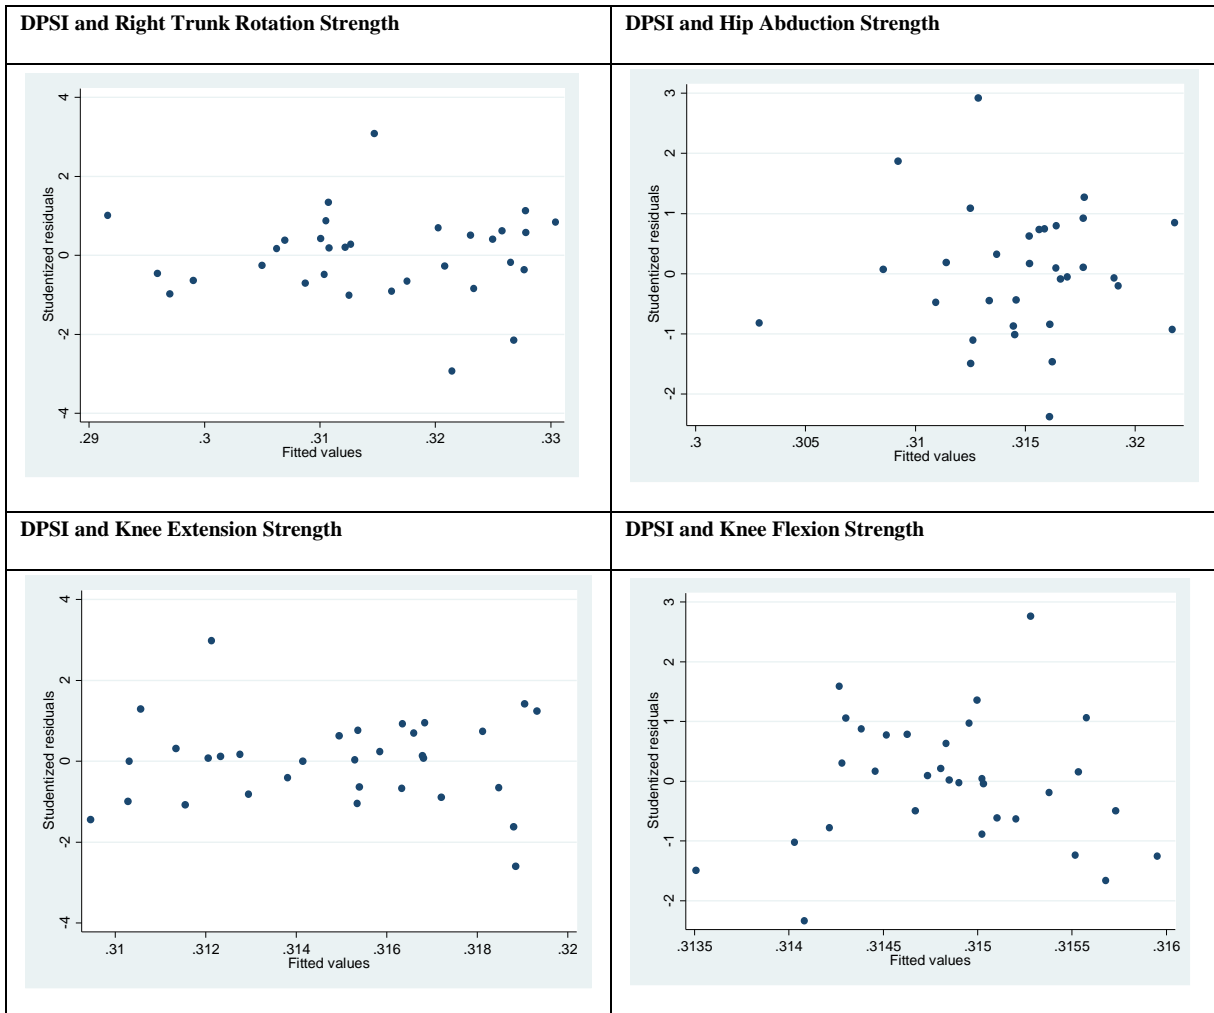 DPSI and Right Trunk Rotation Strength
DPSI and Hip Abduction Strength
4
2
0
-2
-4
Studentized residuals
.29 .3 .31 .32 .33
Fitted values
3
2
1
0
-1
-2
Studentized residuals
.3 .305 .31 .315 .32
Fitted values
DPSI and Knee Extension Strength
DPSI and Knee Flexion Strength
4
2
0
-2
-4
Studentized residuals
.31 .312 .314 .316 .318 .32
Fitted values
3
2
1
0
-1
-2
Studentized residuals
.3135 .314 .3145 .315 .3155 .316
Fitted values